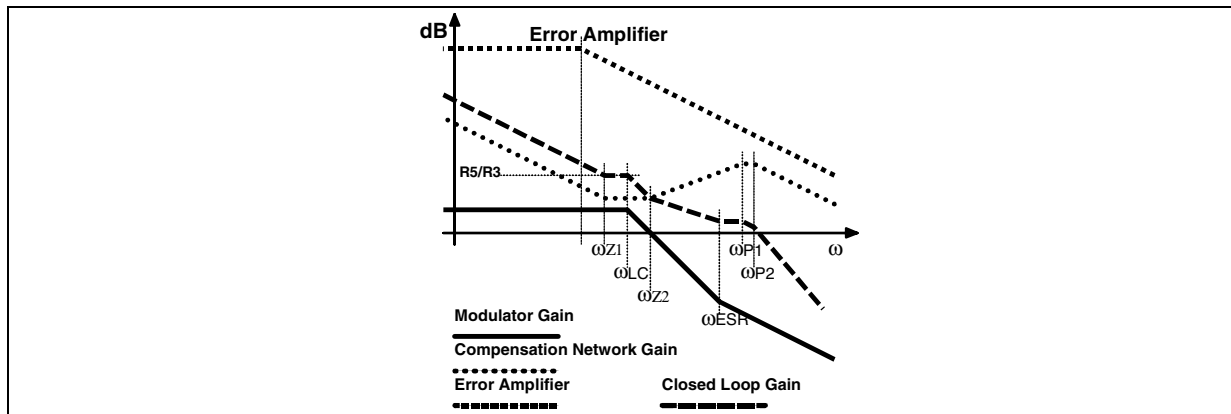 dB
Error Amplifier
R5/R3
ωZ1
ωP1
ω
ωLC
ωP2
ωZ2
ωESR
Modulator Gain
Compensation Network Gain
Error Amplifier
Closed Loop Gain